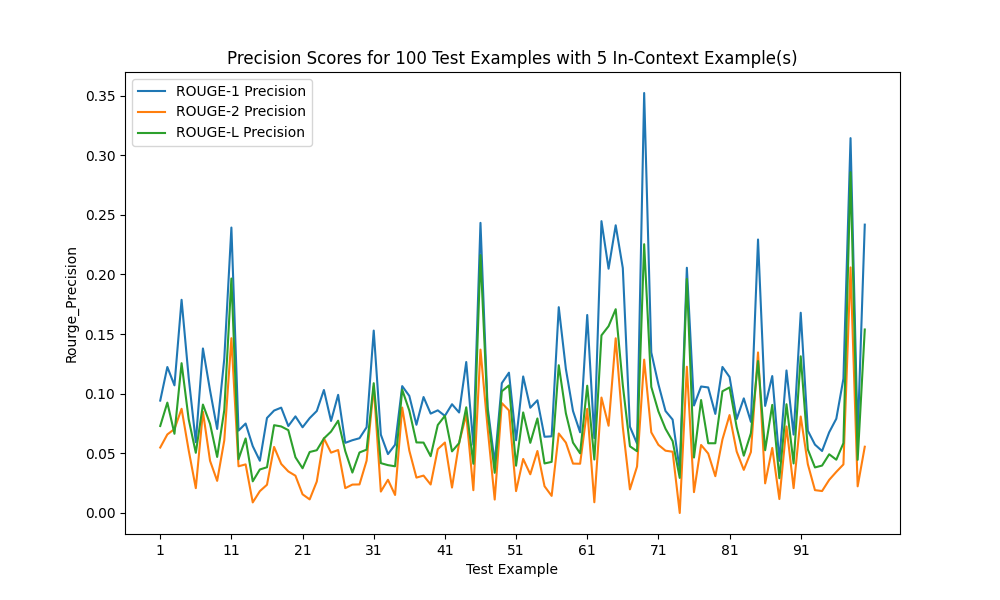 Precision Scores for 100 Test Examples with 5 In-Context Example(s)
ROUGE-1 Precision
ROUGE-2 Precision
ROUGE-L Precision
0.35
0.30
0.25
0.20
0.15
0.10
0.05
0.00
Rourge_Precision
1 11 21 31 41 51 61 71 81 91
Test Example